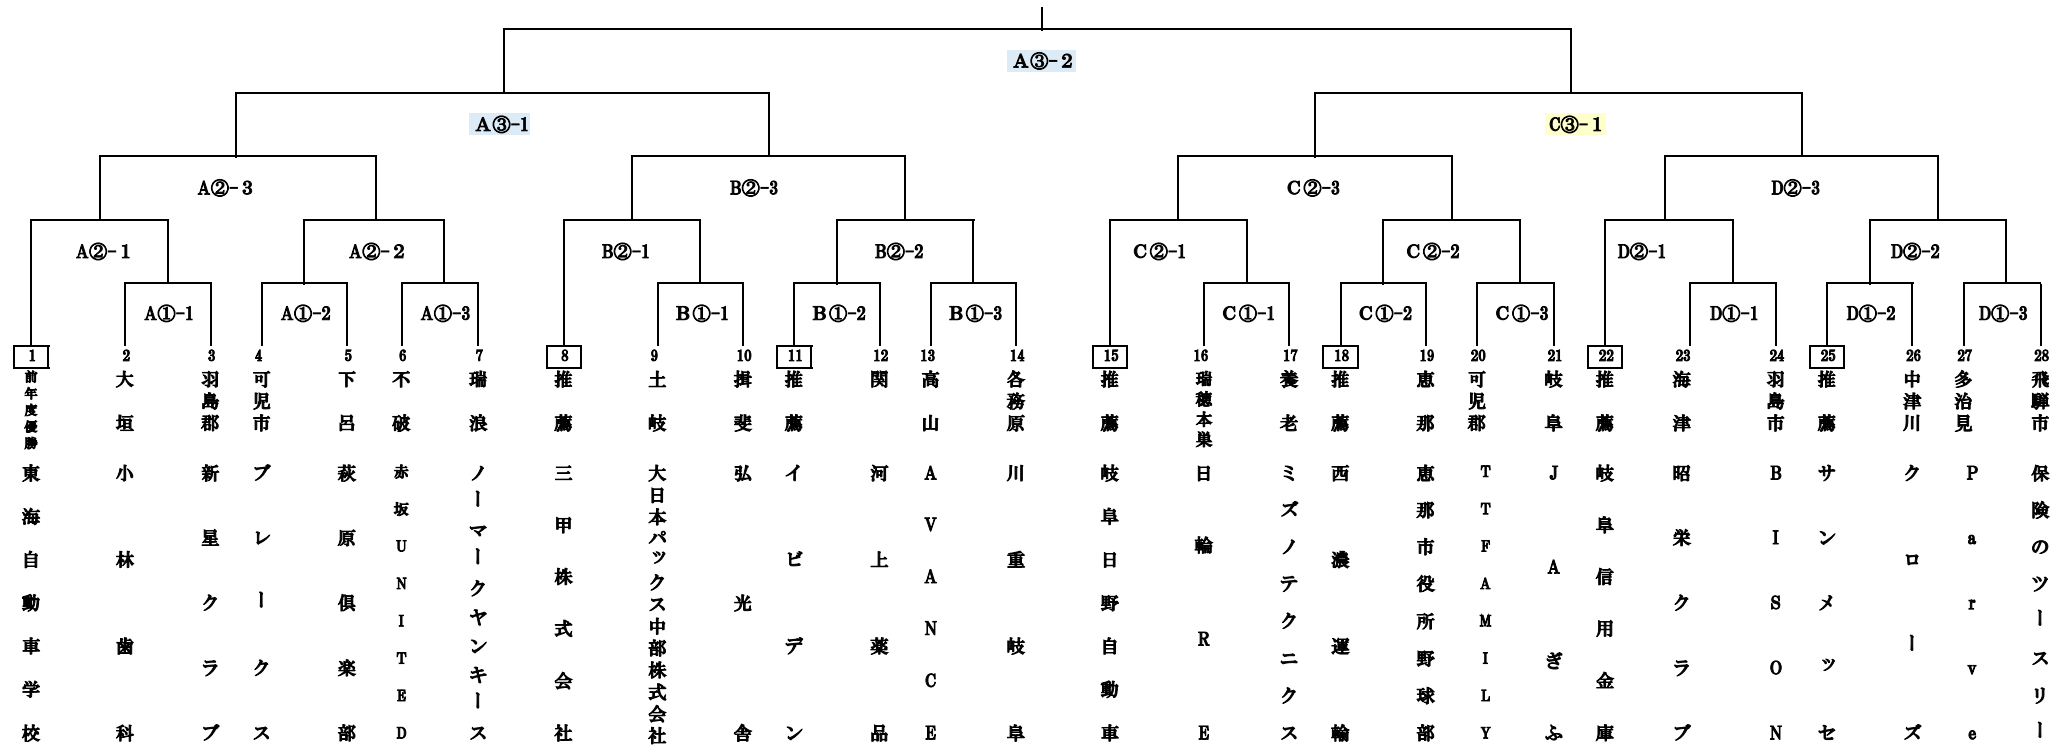 A③-2
A③-1
C③-1
A②-3
B②-3
C②-3
D②-3
A②-1
A②-2
B②-1
B②-2
C②-1
C②-2
D②-1
D②-2
A①-1
A①-2
A①-3
B①-1
B①-2
B①-3
C①-1
C①-2
C①-3
D①-1
D①-2
D①-3
1 前年度優勝 東海自動車学校
2 大垣 小林歯科
3 羽島郡 新星クラブ
4 可児市 ブレークス
5 下呂 萩原倶楽部
6 不破 赤坂UNITED
7 瑞浪 ノーマークヤンキース
8 推薦 三甲株式会社
9 土岐 大日本パックス中部株式会社
10 揖斐 弘光舎
11 推薦 イビデン
12 関 河上薬品
13 高山 AVANCE
14 各務原 川重岐阜
15 推薦 岐阜日野自動車
16 瑞穂本巣 日輪RE
17 養老 ミズノテクニクス
18 推薦 西濃運輸
19 恵那 恵那市役所野球部
20 可児郡 TTFAMILY
21 岐阜 JAぎふ
22 推薦 岐阜信用金庫
23 海津 昭栄クラブ
24 羽島市 BISON
25 推薦 サンメッセ
26 中津川 クローズ
27 多治見 Parve
28 飛騨市 保険のツースリー